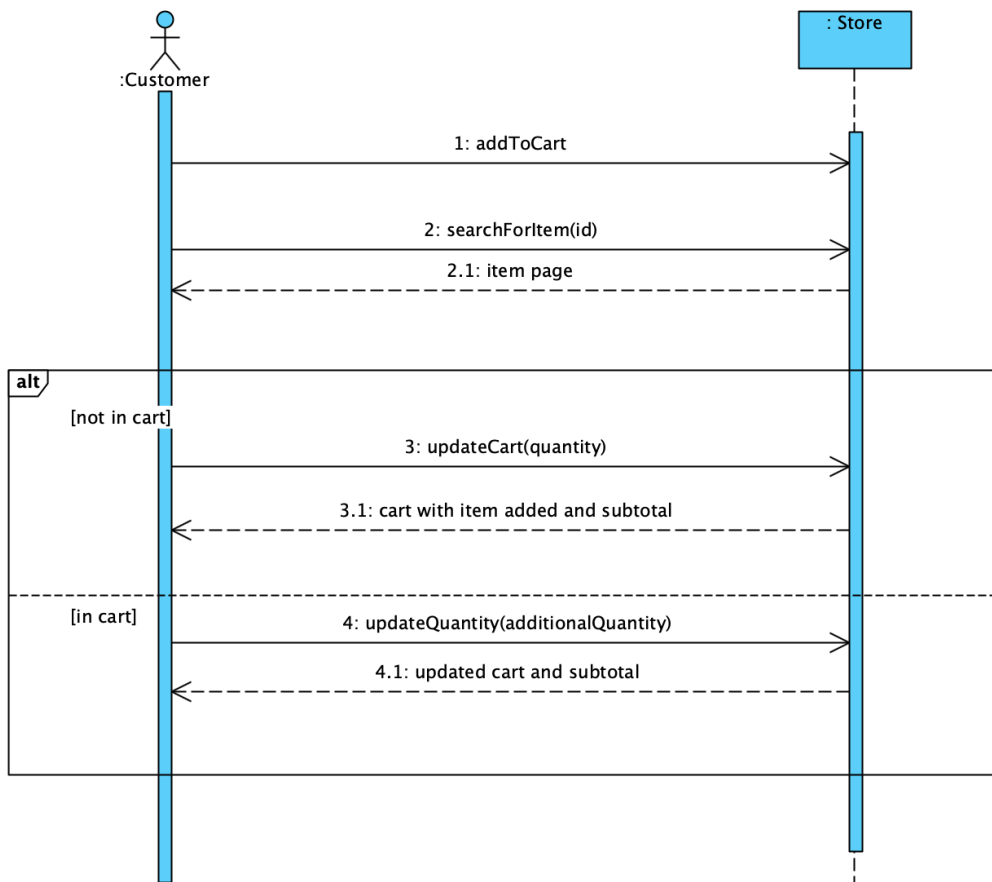 : Store
:Customer
1: addToCart
2: searchForItem(id)
2.1: item page
alt
[not in cart]
3: updateCart(quantity)
3.1: cart with item added and subtotal
[in cart]
4: updateQuantity(additionalQuantity)
4.1: updated cart and subtotal